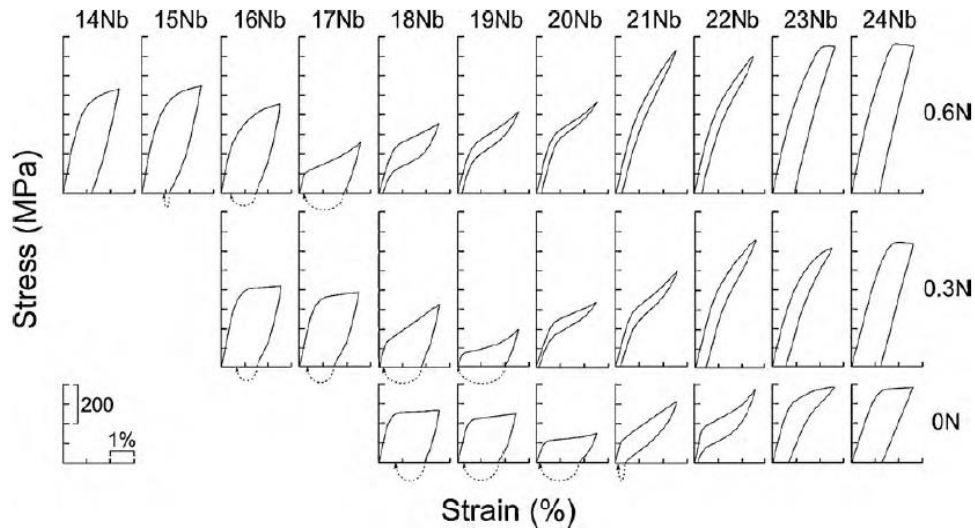 14Nb 15Nb 16Nb 17Nb 18Nb 19Nb 20Nb 21Nb 22Nb 23Nb 24Nb
0.6N
Stress (MPa)
0.3N
200
1%
0N
Strain (%)